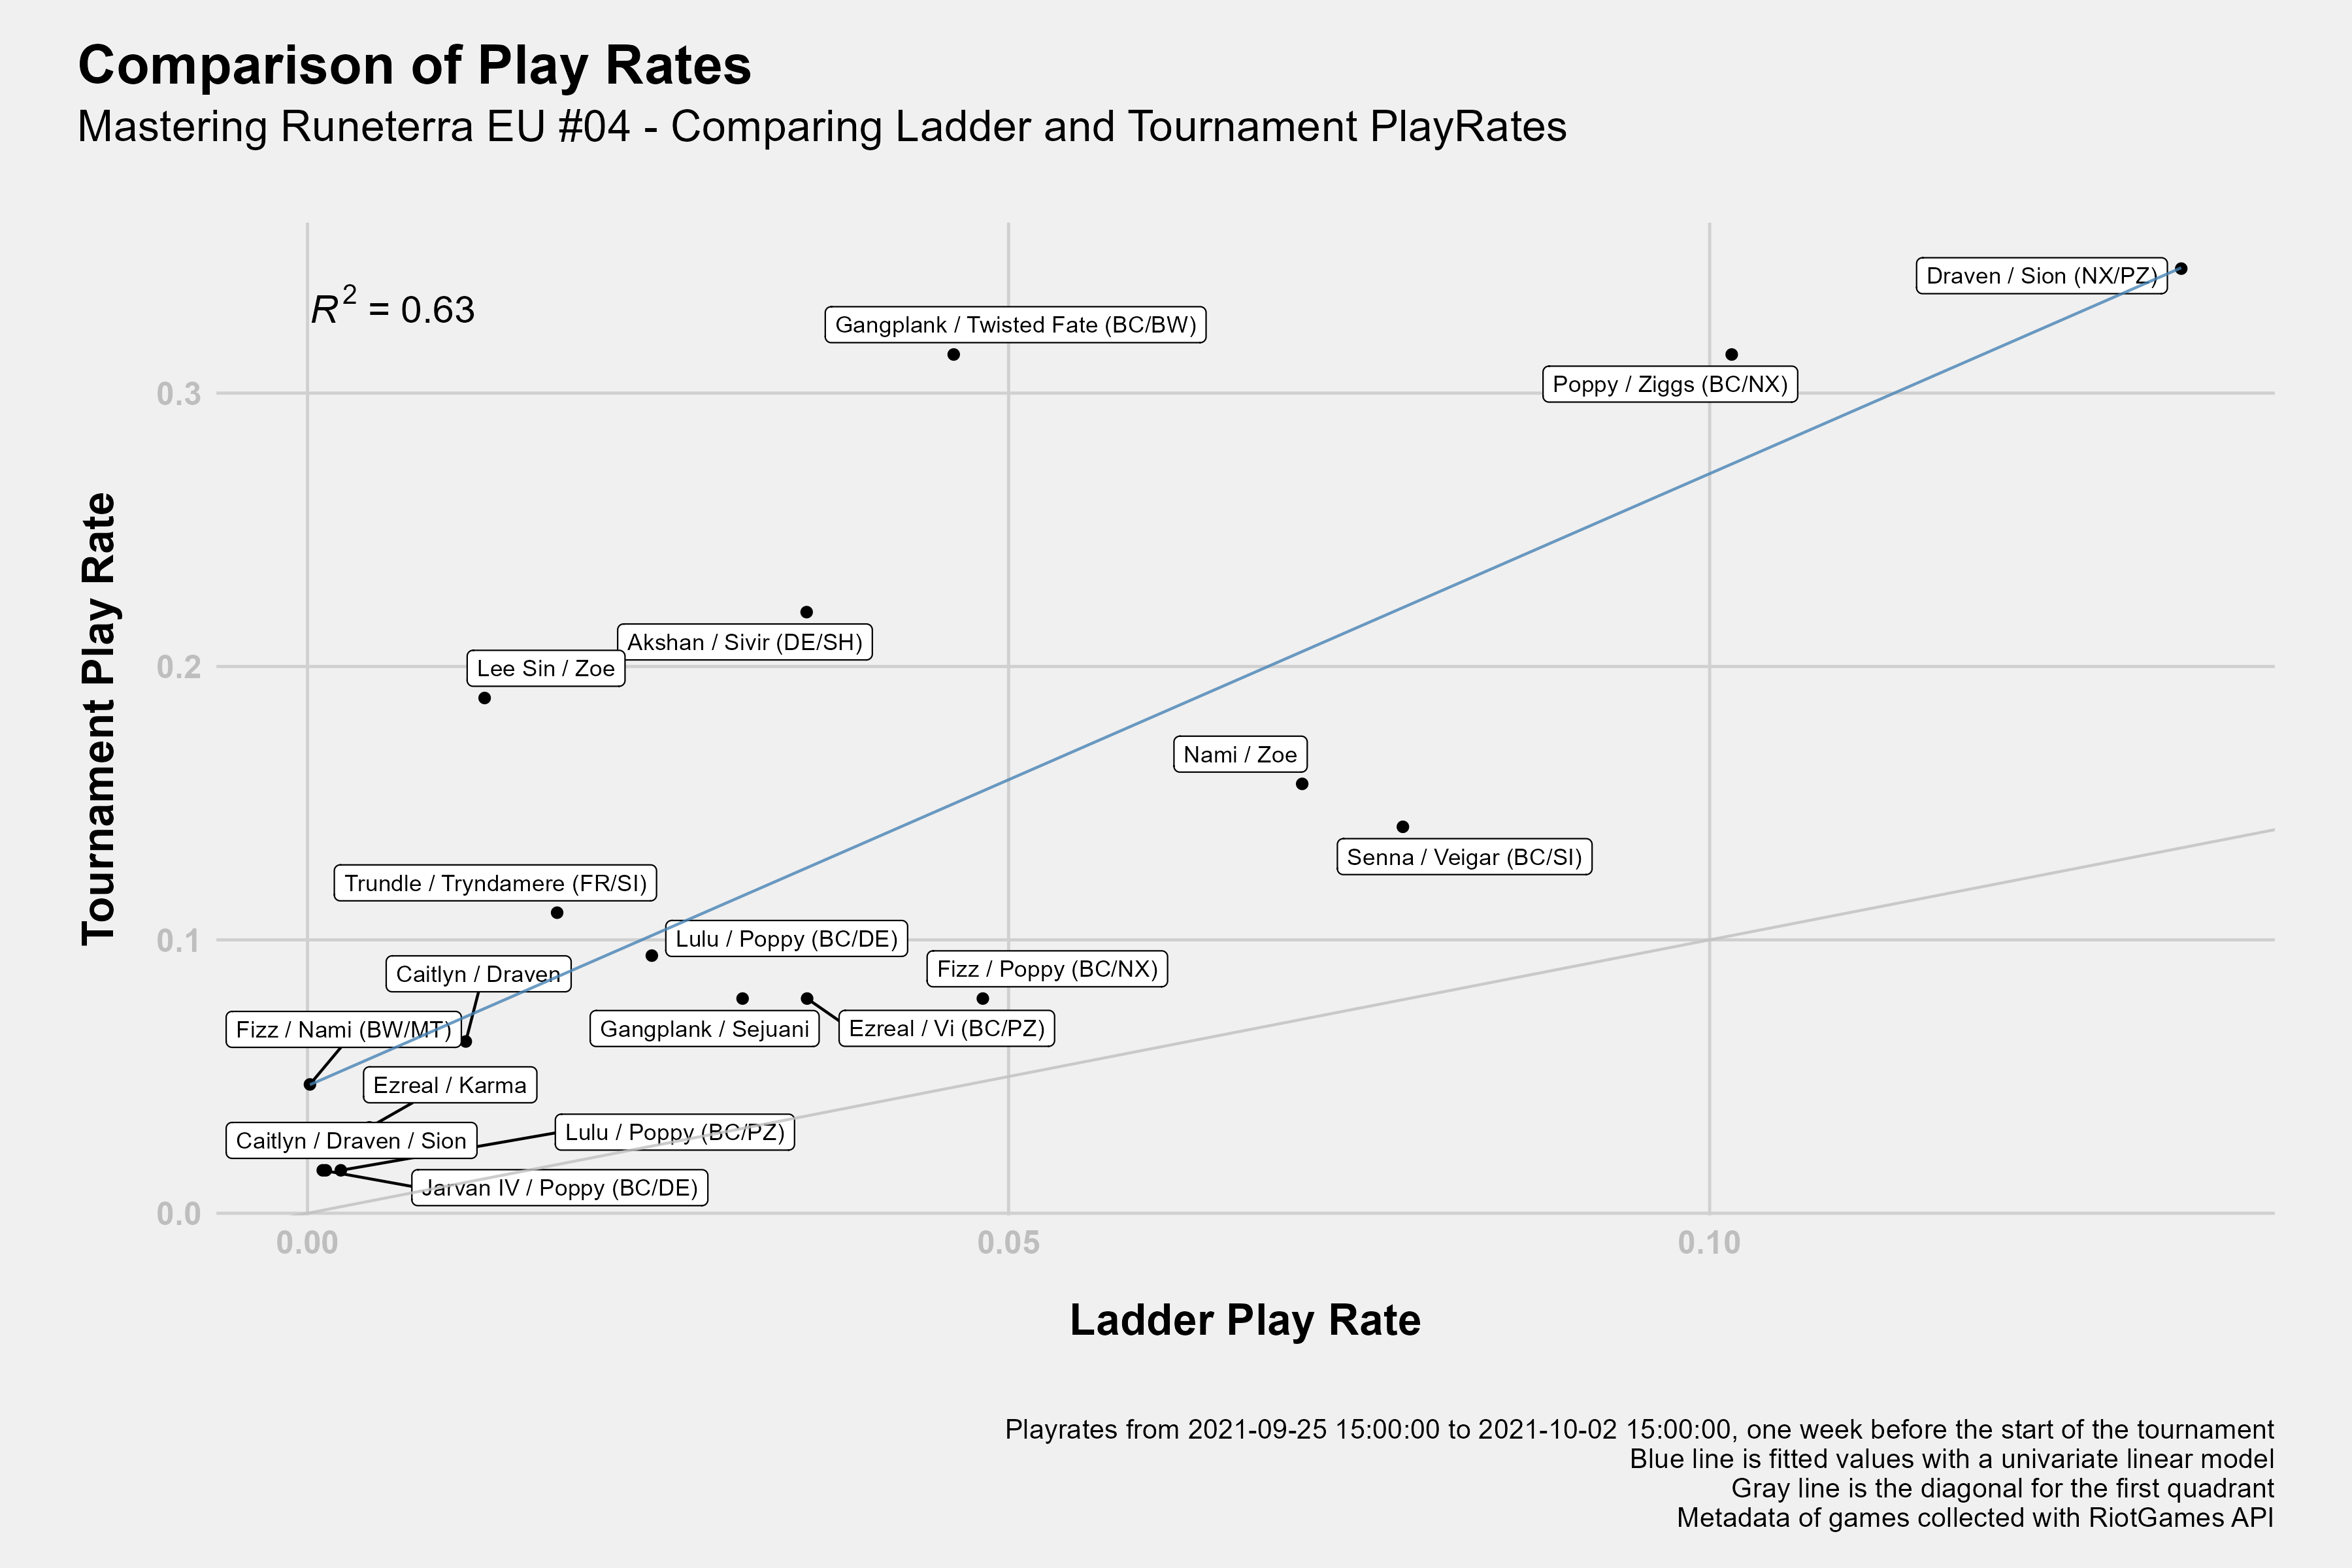 Comparison of Play Rates
Mastering Runeterra EU #04 - Comparing Ladder and Tournament PlayRates
R² = 0.63
Draven / Sion (NX/PZ)
Gangplank / Twisted Fate (BC/BW)
Poppy / Ziggs (BC/NX)
0.3
Akshan / Sivir (DE/SH)
Lee Sin / Zoe
0.2
Tournament Play Rate
Nami / Zoe
Senna / Veigar (BC/SI)
Trundle / Tryndamere (FR/SI)
Lulu / Poppy (BC/DE)
0.1
Fizz / Poppy (BC/NX)
Caitlyn / Draven
Gangplank / Sejuani
Ezreal / Vi (BC/PZ)
Fizz / Nami (BW/MT)
Ezreal / Karma
Lulu / Poppy (BC/PZ)
Caitlyn / Draven / Sion
Jarvan IV / Poppy (BC/DE)
0.0
0.00
0.05
0.10
Ladder Play Rate
Playrates from 2021-09-25 15:00:00 to 2021-10-02 15:00:00, one week before the start of the tournament
Blue line is fitted values with a univariate linear model
Gray line is the diagonal for the first quadrant
Metadata of games collected with RiotGames API